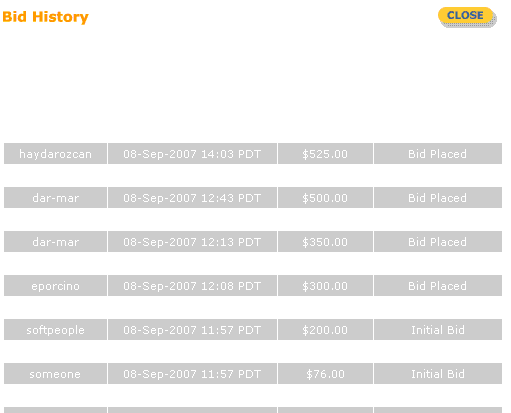 Bid History CLOSE
haydarozcan 08-Sep-2007 14:03 PDT $525.00 Bid Placed
dar-mar 08-Sep-2007 12:43 PDT $500.00 Bid Placed
dar-mar 08-Sep-2007 12:13 PDT $350.00 Bid Placed
eporcino 08-Sep-2007 12:08 PDT $300.00 Bid Placed
softpeople 08-Sep-2007 11:57 PDT $200.00 Initial Bid
someone 08-Sep-2007 11:57 PDT $76.00 Initial Bid